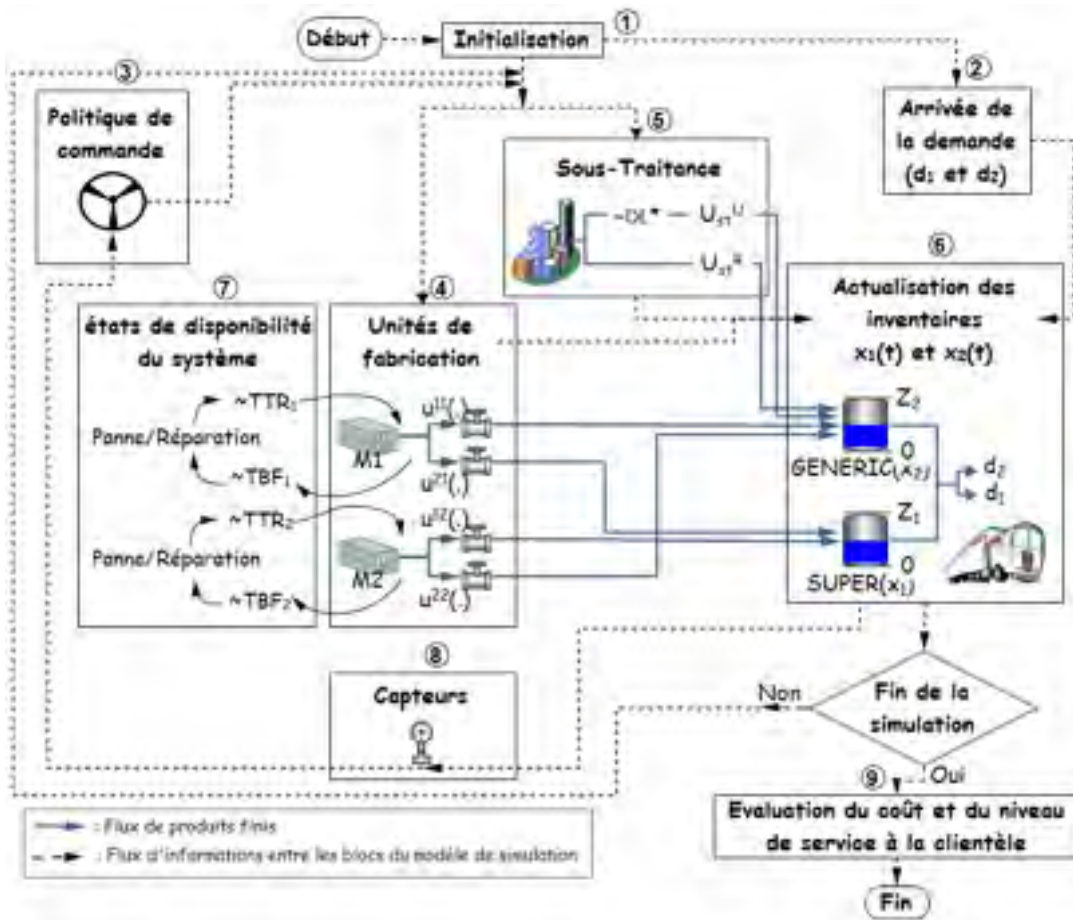 Début
Initialisation
①
②
Arrivée de
la demande
(d₁ et d₂)
③
Politique de
commande
⑤
Sous-Traitance
U_ST
U_ST
⑥
Actualisation des
inventaires
x₁(t) et x₂(t)
Z₂
0
GENERIC(x₂)
d₂
d₁
Z₁
0
SUPER(x₁)
⑦
états de disponibilité
du système
~TTR₁
Panne/Réparation
~TBF₁
~TTR₂
Panne/Réparation
~TBF₂
④
Unités de
fabrication
u¹¹(.)
M1
u²¹(.)
u¹²(.)
M2
u²²(.)
⑧
Capteurs
Non
Fin de la
simulation
Oui
⑨
Evaluation du coût et du niveau
de service à la clientèle
Fin
: Flux de produits finis
: Flux d'informations entre les blocs du modèle de simulation